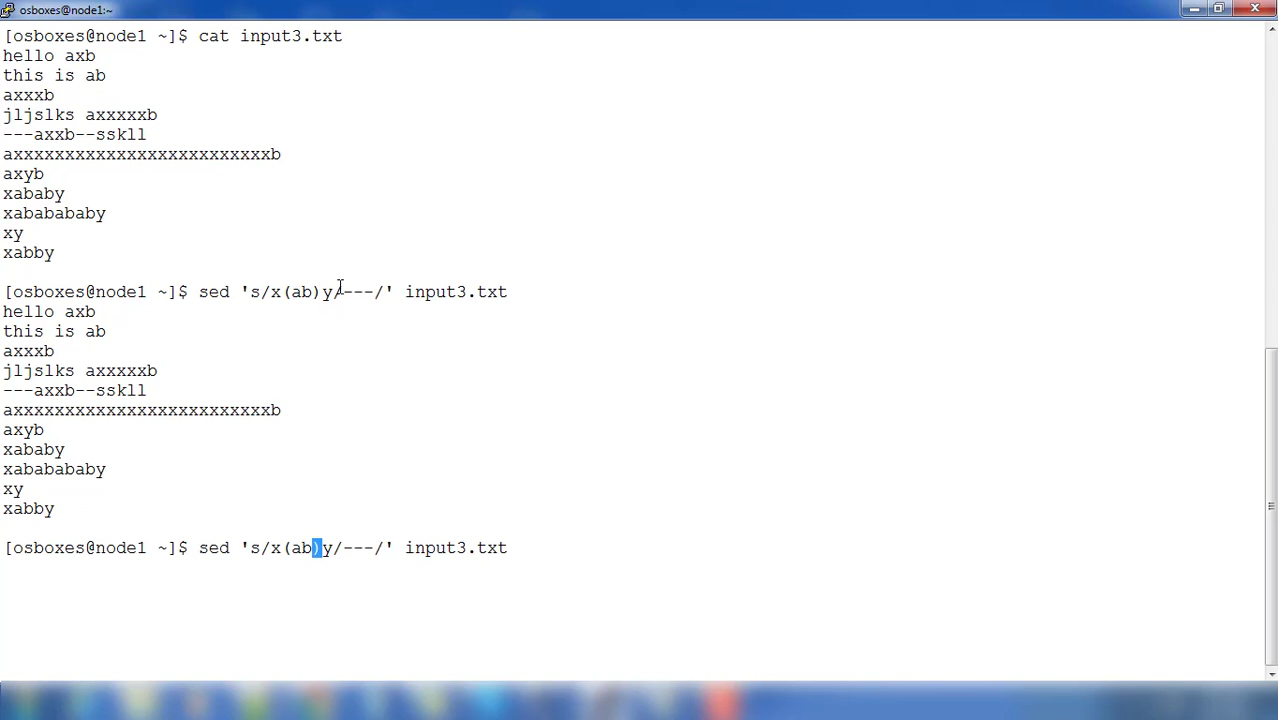 osboxes@node1:~
[osboxes@node1 ~]$ cat input3.txt
hello axb
this is ab
axxxb
jljslks axxxxxb
---axxb--sskll
axxxxxxxxxxxxxxxxxxxxxxxxxb
axyb
xababy
xababababy
xy
xabby
[osboxes@node1 ~]$ sed 's/x(ab)y/---/' input3.txt
hello axb
this is ab
axxxb
jljslks axxxxxb
---axxb--sskll
axxxxxxxxxxxxxxxxxxxxxxxxxb
axyb
xababy
xababababy
xy
xabby
[osboxes@node1 ~]$ sed 's/x(ab)y/---/' input3.txt